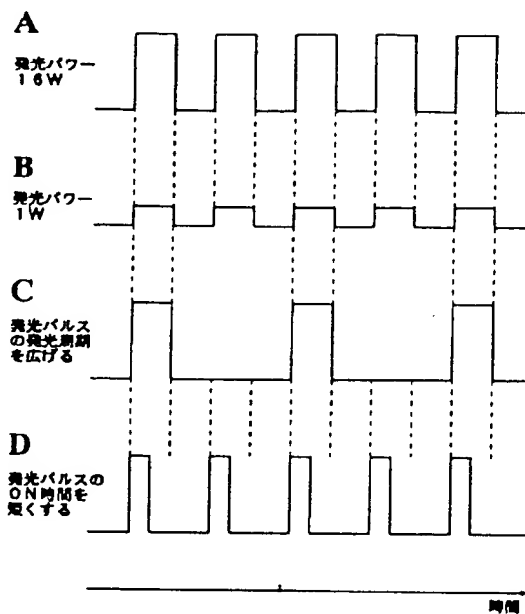 A
発光パワー
16W
B
発光パワー
1W
C
発光パルス
の発光周期
を広げる
D
発光パルスの
ON時間を
短くする
時間